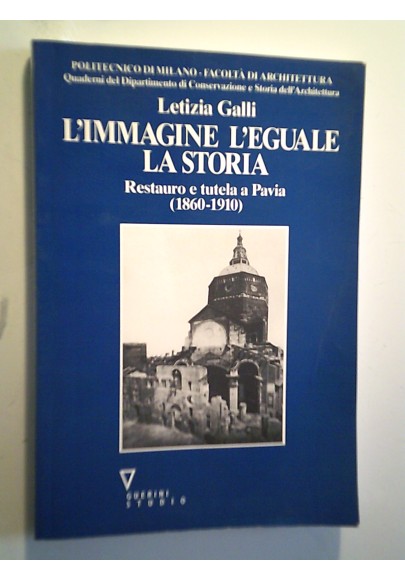 POLITECNICO DI MILANO - FACOLTÀ DI ARCHITETTURA
Quaderni del Dipartimento di Conservazione e Storia dell'Architettura
Letizia Galli
L'IMMAGINE L'EGUALE
LA STORIA
Restauro e tutela a Pavia
(1860-1910)
GUERINI
STUDIO